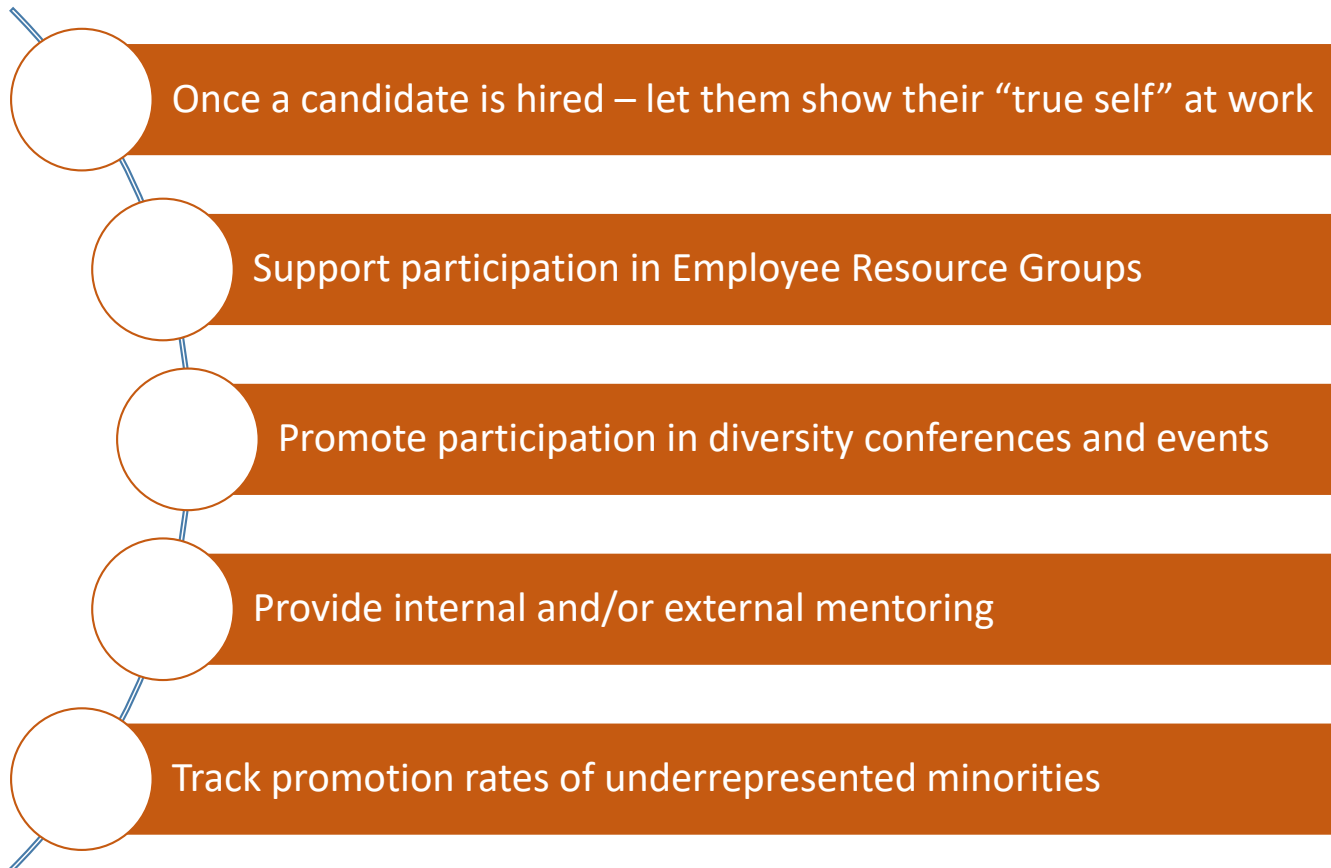 Once a candidate is hired – let them show their “true self” at work
Support participation in Employee Resource Groups
Promote participation in diversity conferences and events
Provide internal and/or external mentoring
Track promotion rates of underrepresented minorities